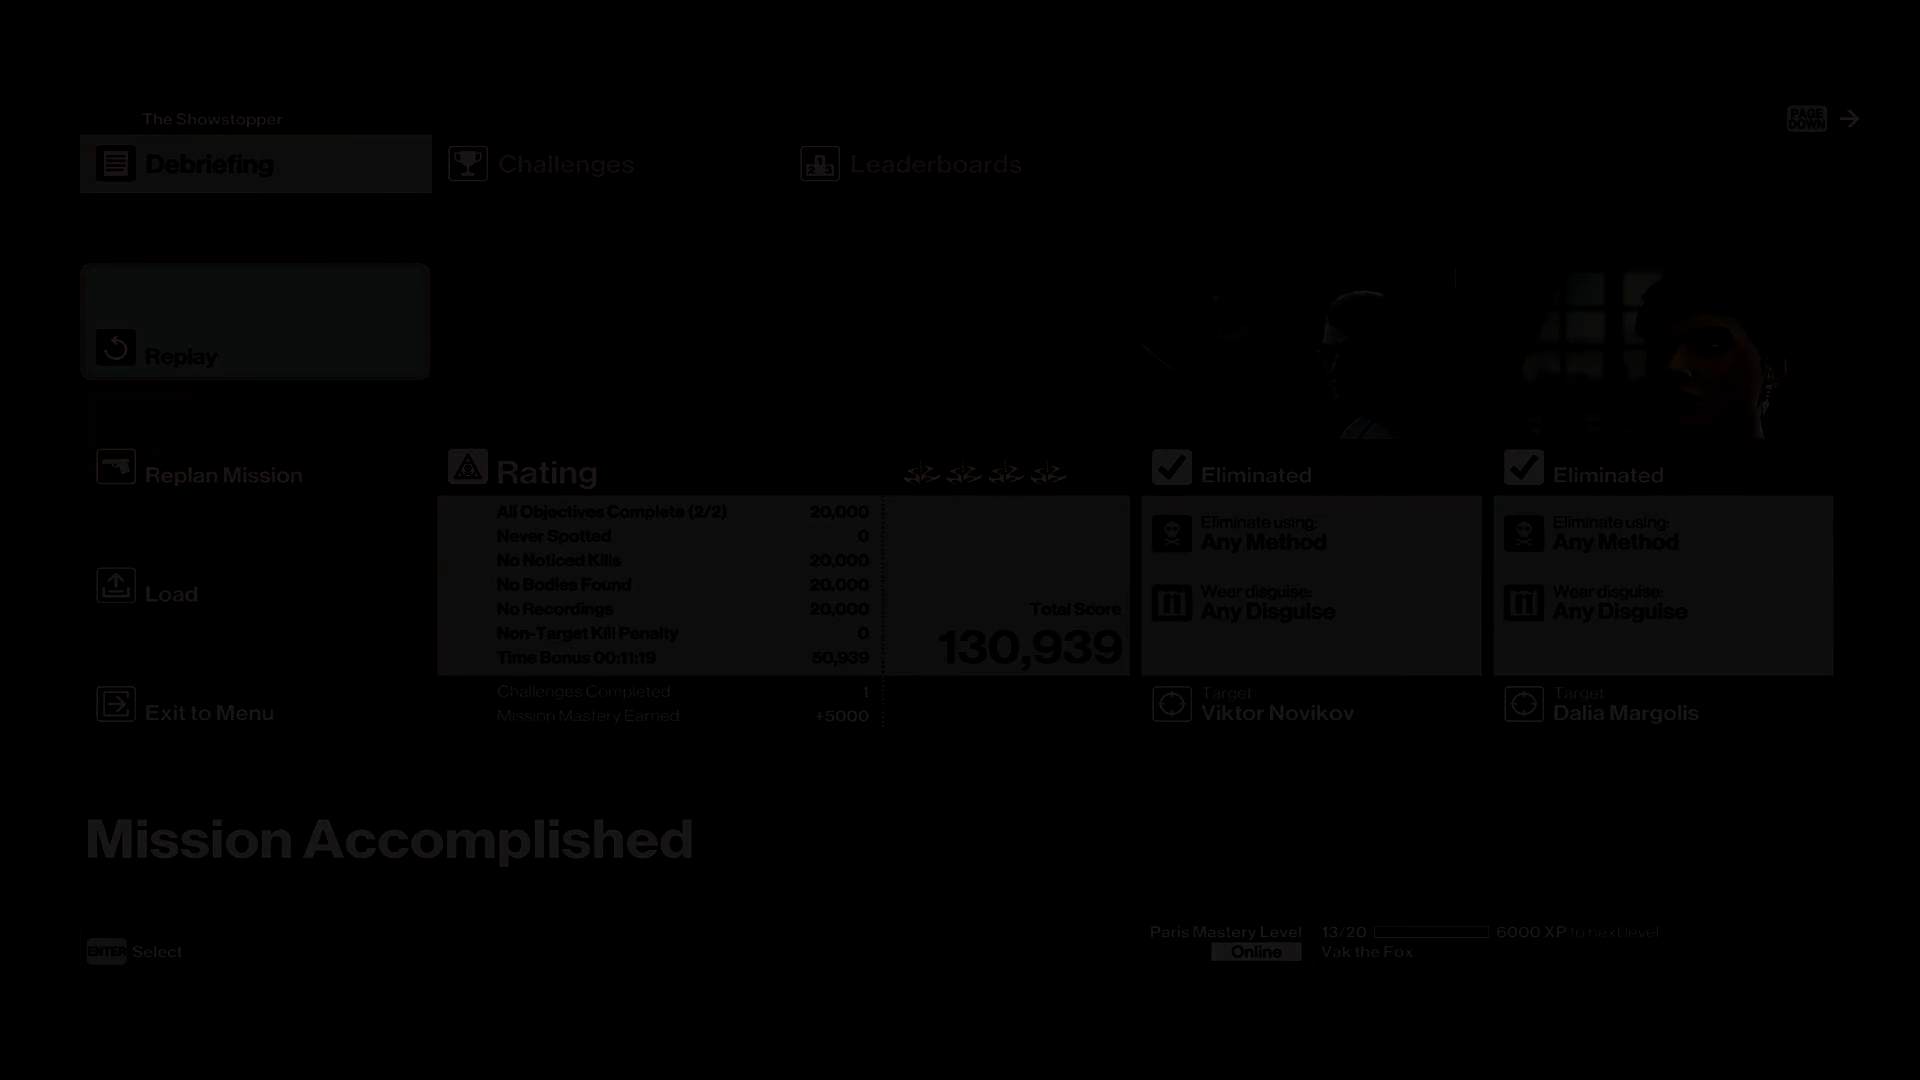 The Showstopper
PAGE DOWN
Debriefing
Challenges
Leaderboards
Replay
Replan Mission
Load
Exit to Menu
Rating
All Objectives Complete (2/2) 20,000
Never Spotted 0
No Noticed Kills 20,000
No Bodies Found 20,000
No Recordings 20,000
Non-Target Kill Penalty 0
Time Bonus 00:11:19 50,939
Total Score
130,939
Challenges Completed 1
Mission Mastery Earned +5000
Eliminated
Eliminate using:
Any Method
Wear disguise:
Any Disguise
Target
Viktor Novikov
Eliminated
Eliminate using:
Any Method
Wear disguise:
Any Disguise
Target
Dalia Margolis
Mission Accomplished
ENTER Select
Paris Mastery Level 13/20 6000 XP to next level
Online Vak the Fox